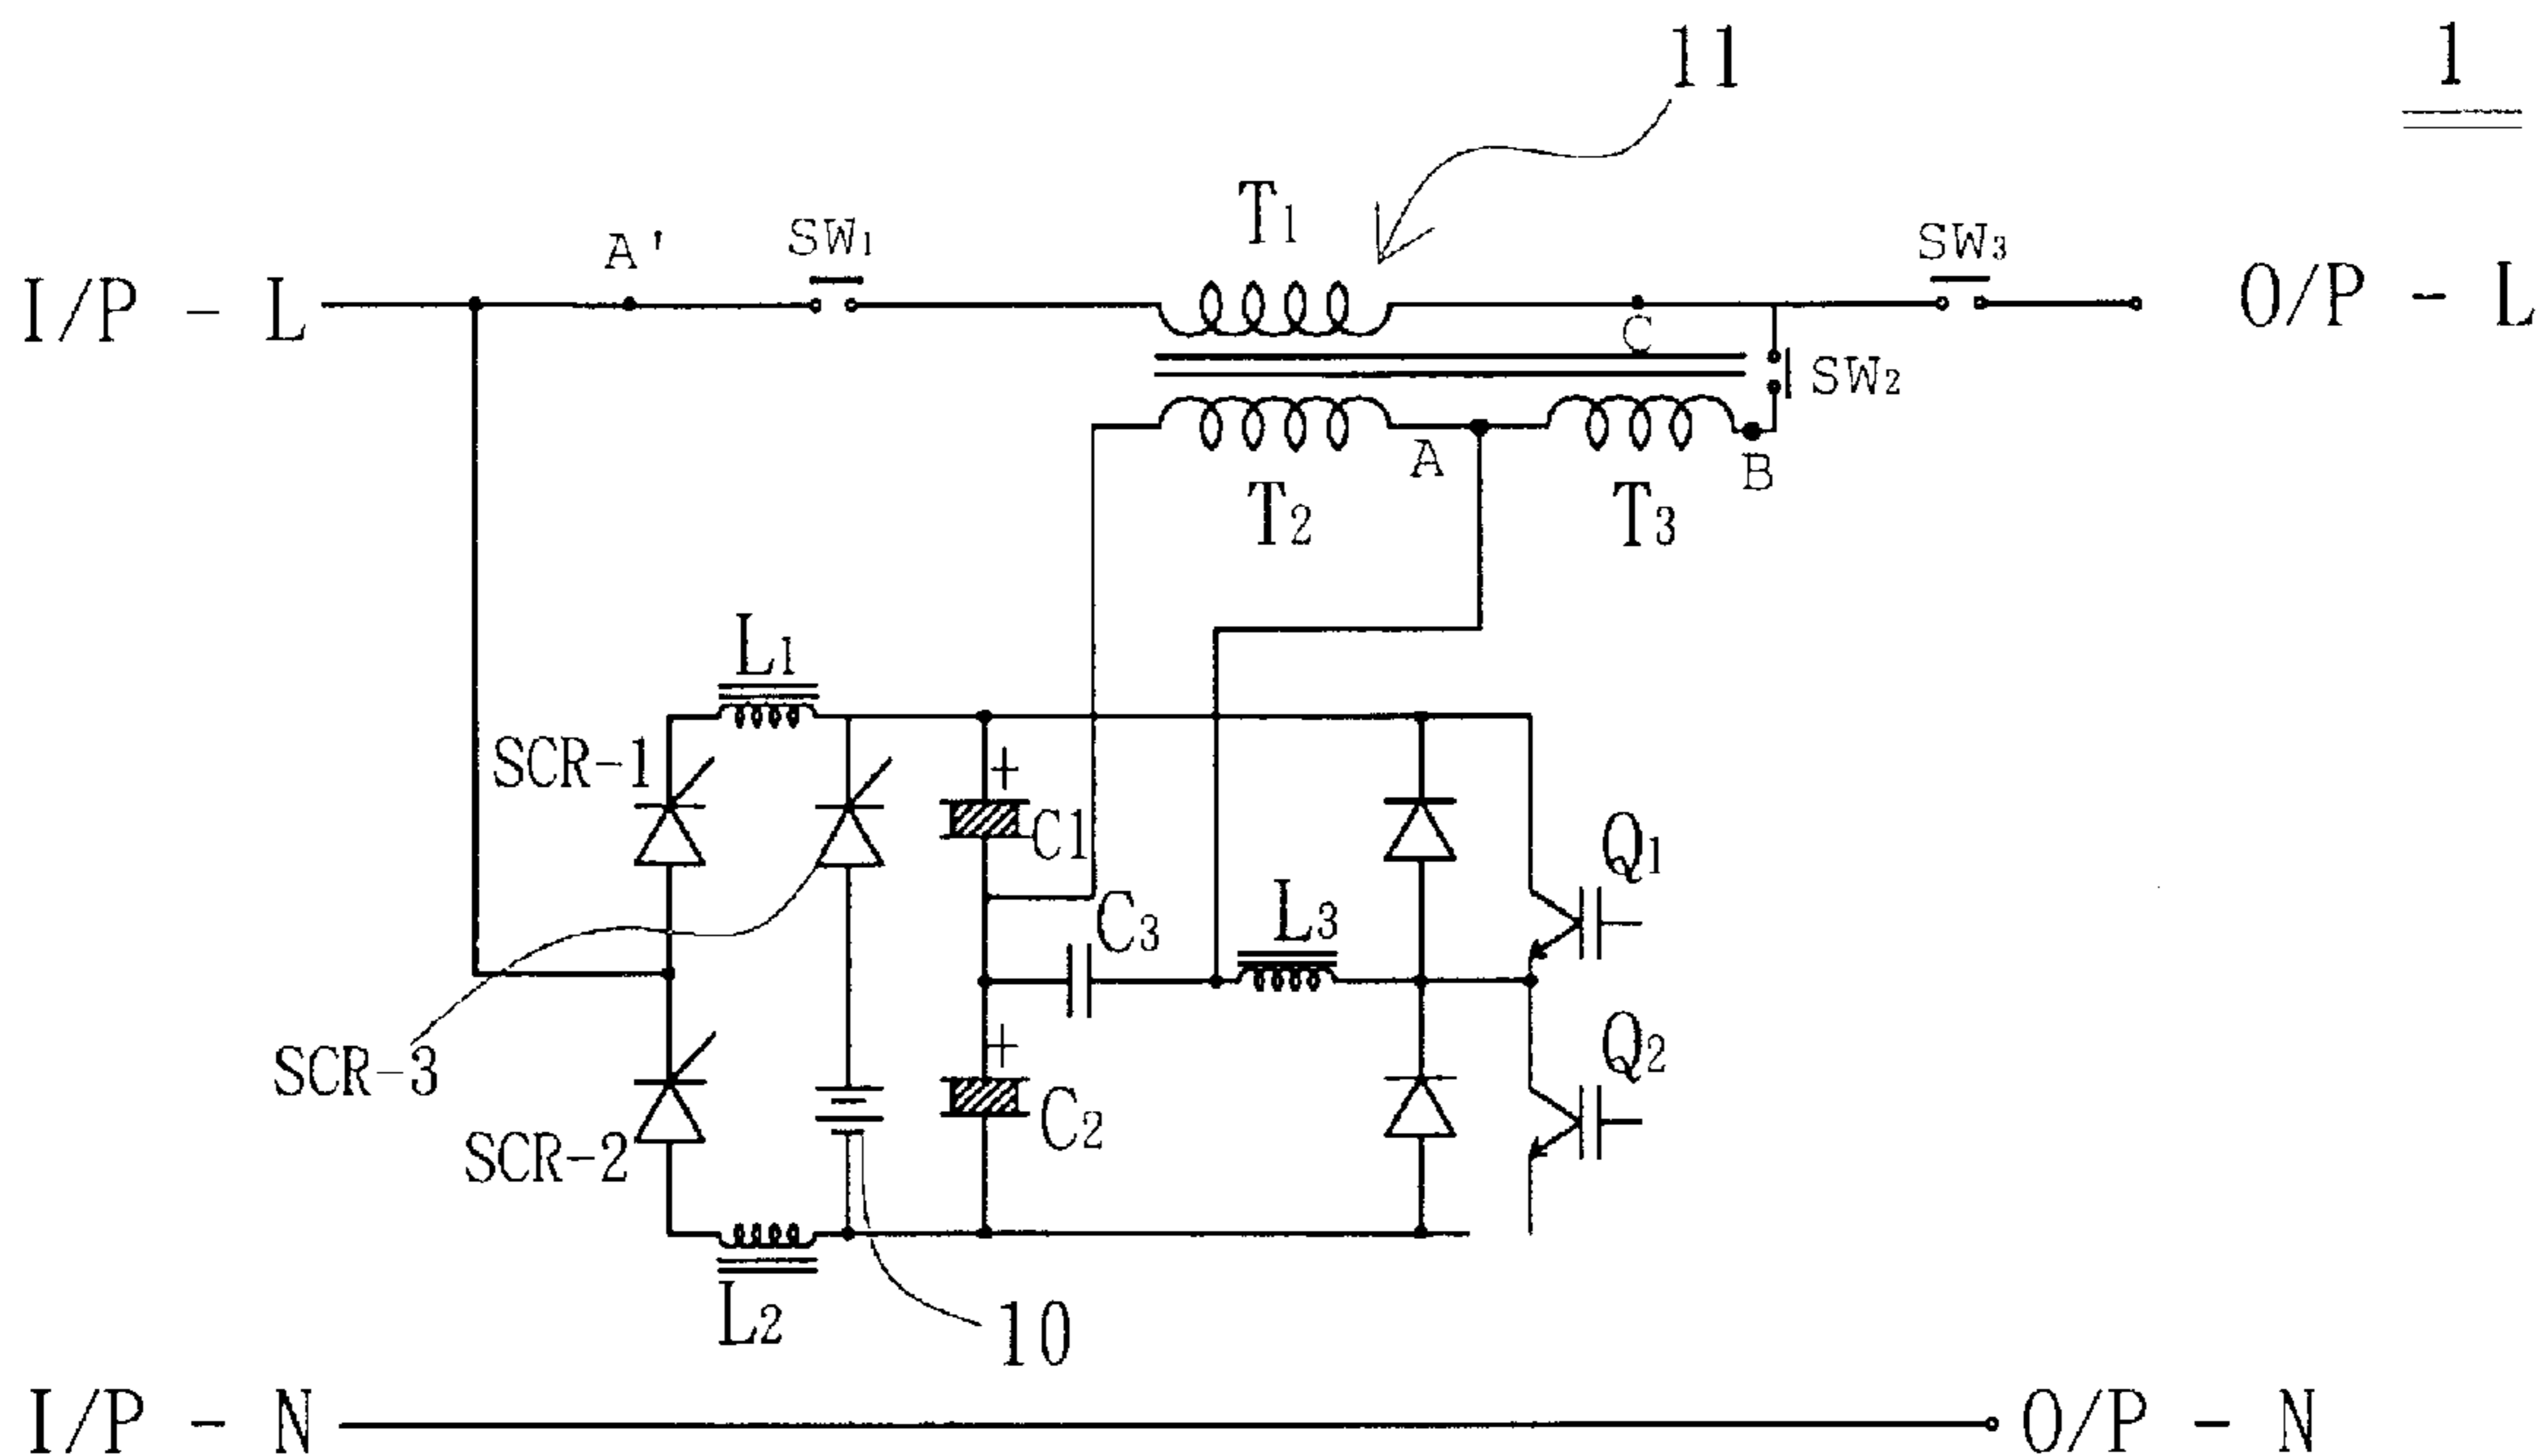 11
1
T₁
A'
SW₁
SW₃
I/P - L
O/P - L
C
SW₂
A
B
T₂
T₃
L₁
SCR-1
+
C1
Q₁
C₃
L₃
SCR-3
+
Q₂
C₂
SCR-2
L₂
10
I/P - N
O/P - N